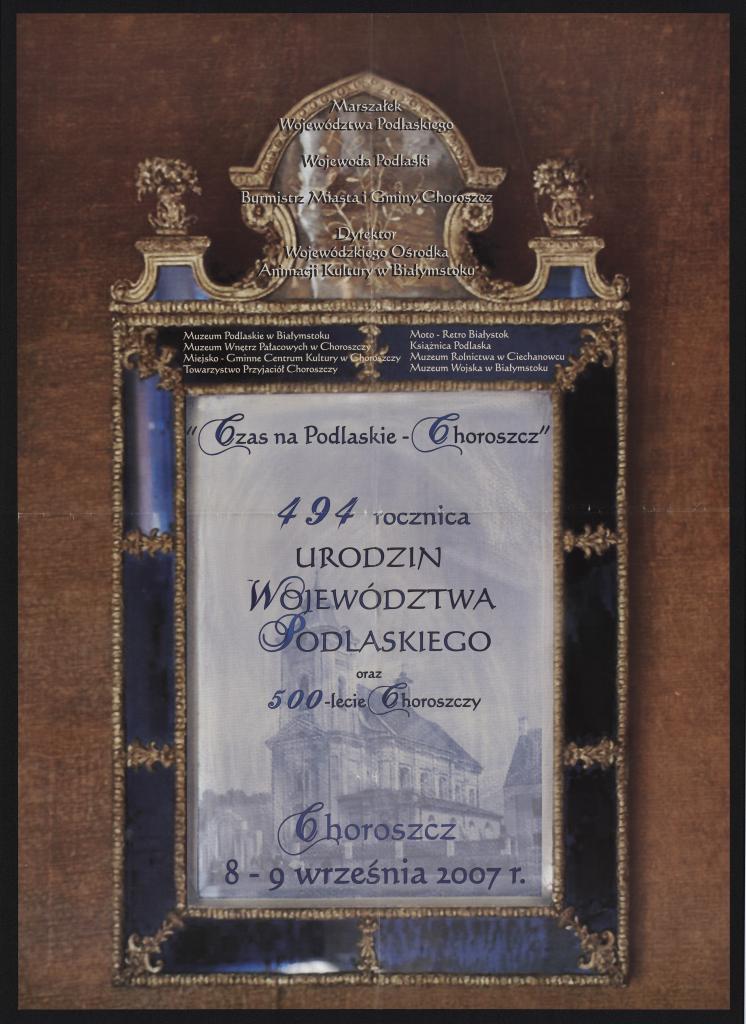 Marszałek
Województwa Podlaskiego
Wojewoda Podlaski
Burmistrz Miasta i Gminy Choroszcz
Dyrektor
Wojewódzkiego Ośrodka
Animacji Kultury w Białymstoku
Muzeum Podlaskie w Białymstoku
Muzeum Wnętrz Pałacowych w Choroszczy
Miejsko - Gminne Centrum Kultury w Choroszczy
Towarzystwo Przyjaciół Choroszczy
Moto - Retro Białystok
Książnica Podlaska
Muzeum Rolnictwa w Ciechanowcu
Muzeum Wojska w Białymstoku
"Czas na Podlaskie - Choroszcz"
494 rocznica
URODZIN
WOJEWÓDZTWA
PODLASKIEGO
oraz
500-lecie Choroszczy
Choroszcz
8 - 9 września 2007 r.